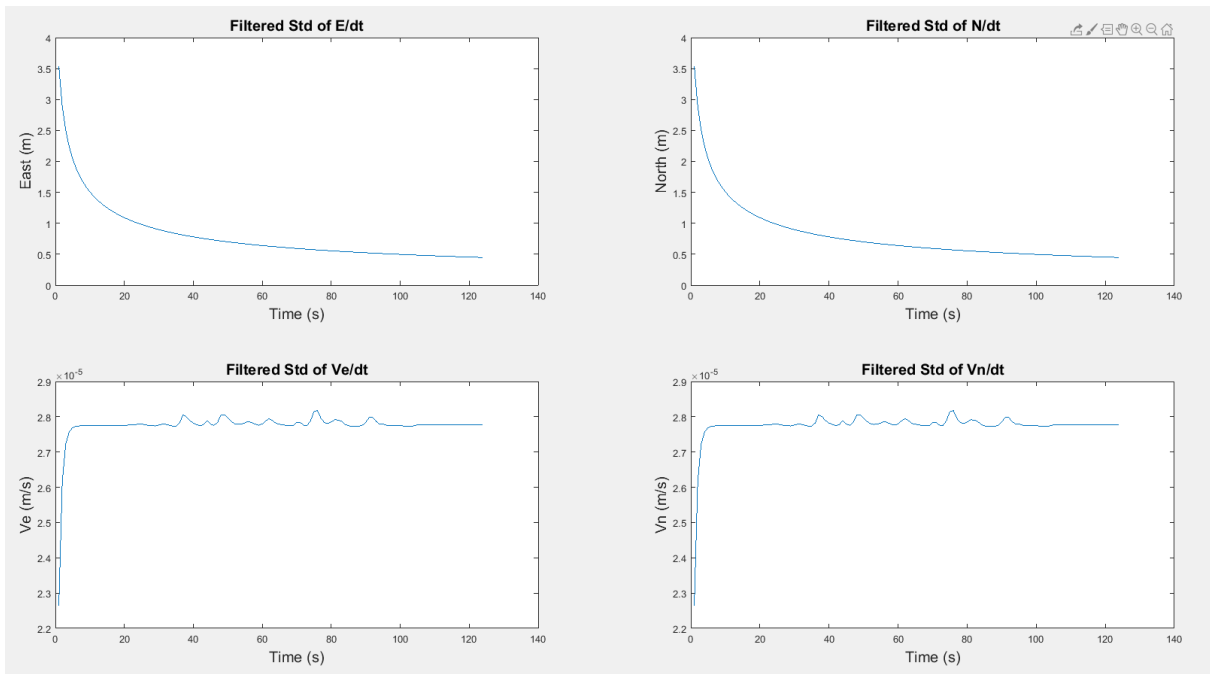 Filtered Std of E/dt
4
3.5
3
2.5
2
1.5
1
0.5
0
East (m)
0 20 40 60 80 100 120 140
Time (s)
Filtered Std of N/dt
4
3.5
3
2.5
2
1.5
1
0.5
0
North (m)
0 20 40 60 80 100 120 140
Time (s)
Filtered Std of Ve/dt
×10-5
2.9
2.8
2.7
2.6
2.5
2.4
2.3
2.2
Ve (m/s)
0 20 40 60 80 100 120 140
Time (s)
Filtered Std of Vn/dt
×10-5
2.9
2.8
2.7
2.6
2.5
2.4
2.3
2.2
Vn (m/s)
0 20 40 60 80 100 120 140
Time (s)